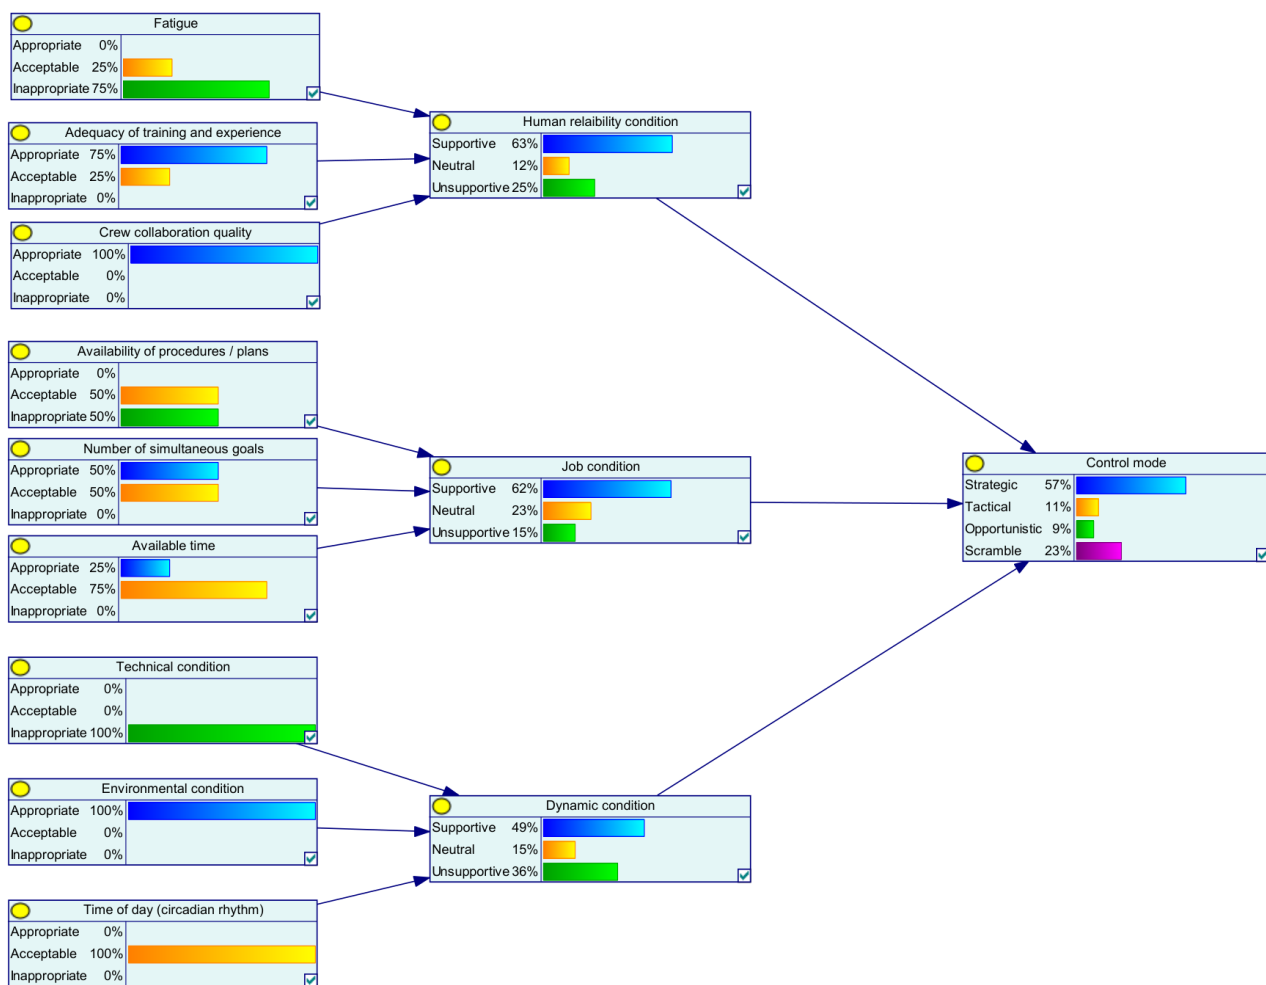 Fatigue
Appropriate 0%
Acceptable 25%
Inappropriate 75%
Adequacy of training and experience
Appropriate 75%
Acceptable 25%
Inappropriate 0%
Crew collaboration quality
Appropriate 100%
Acceptable 0%
Inappropriate 0%
Human relaibility condition
Supportive 63%
Neutral 12%
Unsupportive 25%
Availability of procedures / plans
Appropriate 0%
Acceptable 50%
Inappropriate 50%
Number of simultaneous goals
Appropriate 50%
Acceptable 50%
Inappropriate 0%
Available time
Appropriate 25%
Acceptable 75%
Inappropriate 0%
Job condition
Supportive 62%
Neutral 23%
Unsupportive 15%
Control mode
Strategic 57%
Tactical 11%
Opportunistic 9%
Scramble 23%
Technical condition
Appropriate 0%
Acceptable 0%
Inappropriate 100%
Environmental condition
Appropriate 100%
Acceptable 0%
Inappropriate 0%
Time of day (circadian rhythm)
Appropriate 0%
Acceptable 100%
Inappropriate 0%
Dynamic condition
Supportive 49%
Neutral 15%
Unsupportive 36%